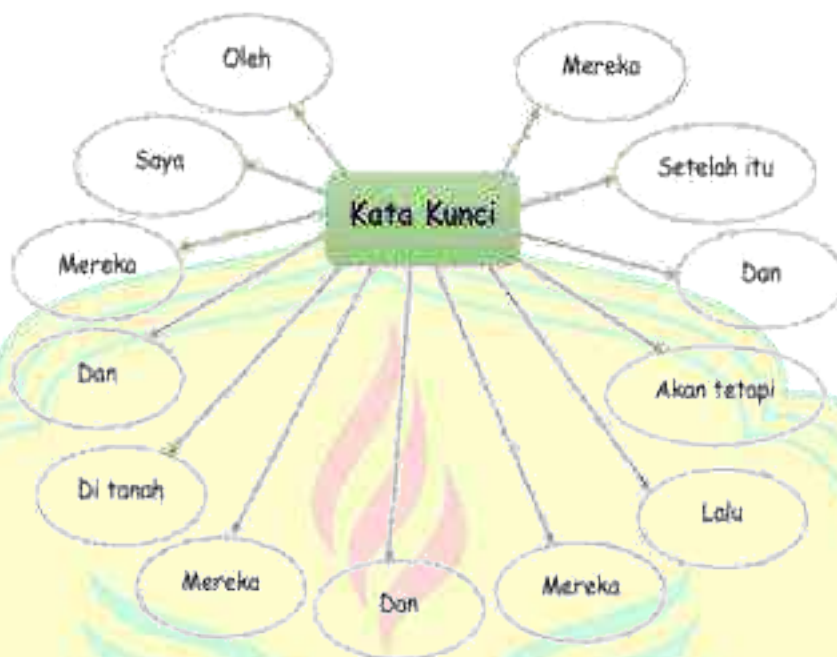 Oleh
Mereka
Saya
Setelah itu
Kata Kunci
Mereka
Dan
Dan
Akan tetapi
Di tanah
Lalu
Mereka
Dan
Mereka